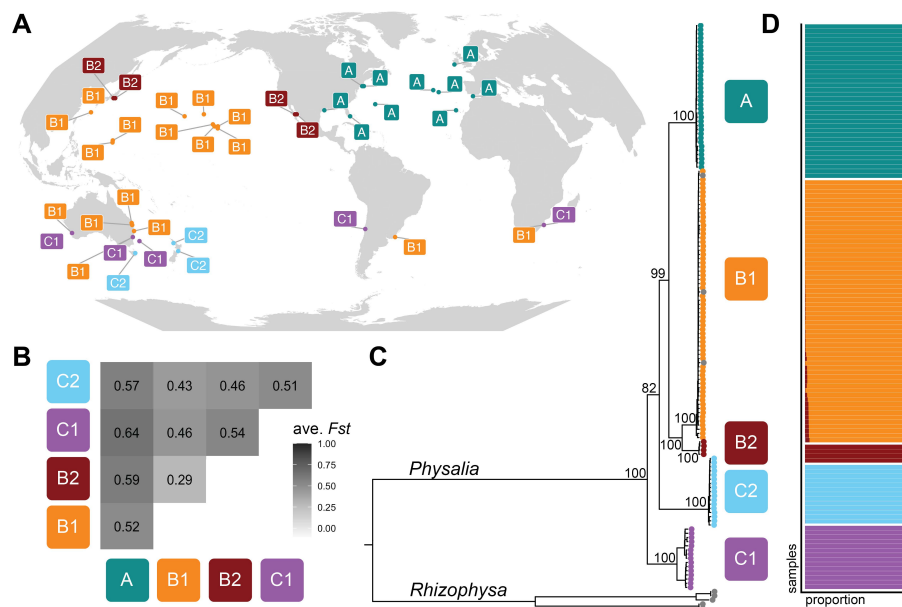 A
B2
B2
B1
B1
B1
B1
B1
B1
B1
B1
B1
B1
B2
B2
A
A
A
A
A
A
A
A
A
A
B1
B1
B1
B1
C1
C1
C1
C2
C2
C2
C1
B1
B1
C1
B
C2
0.57
0.43
0.46
0.51
C1
0.64
0.46
0.54
B2
0.59
0.29
B1
0.52
A
B1
B2
C1
ave. Fst
1.00
0.75
0.50
0.25
0.00
C
Physalia
Rhizophysa
100
99
82
100
100
100
100
100
A
B1
B2
C2
C1
D
samples
proportion